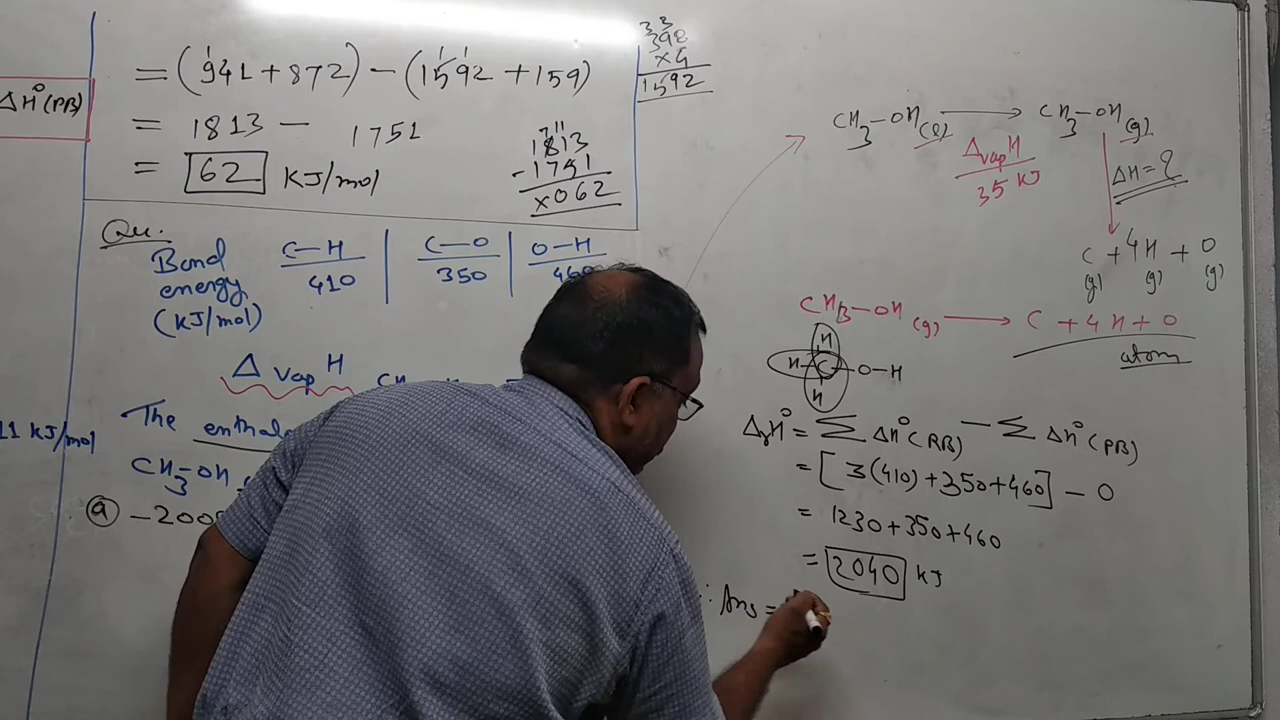 = (941 + 872) − (1592 + 159)
= 1813 − 1751
= 62 KJ/mol
33
398
×4
1592
1813
-1751
×062
ΔH°(PB)
Qu.
Bond energy (KJ/mol)
C—H
410
C—O
350
O—H
460
Δvap H
The enthal
CH3—OH
ⓐ −200
11 KJ/mol
CH3—OH(l) ⟶ CH3—OH(g)
ΔvapH
35 KJ
ΔH = ?
C + 4H + O
(g) (g) (g)
CH3—OH(g) ⟶ C + 4H + O
atom
H
H—C—O—H
H
ΔrH° = Σ ΔH°(RB) − Σ ΔH°(PB)
= [3(410) + 350 + 460] − 0
= 1230 + 350 + 460
= 2040 KJ
∴ Ans =